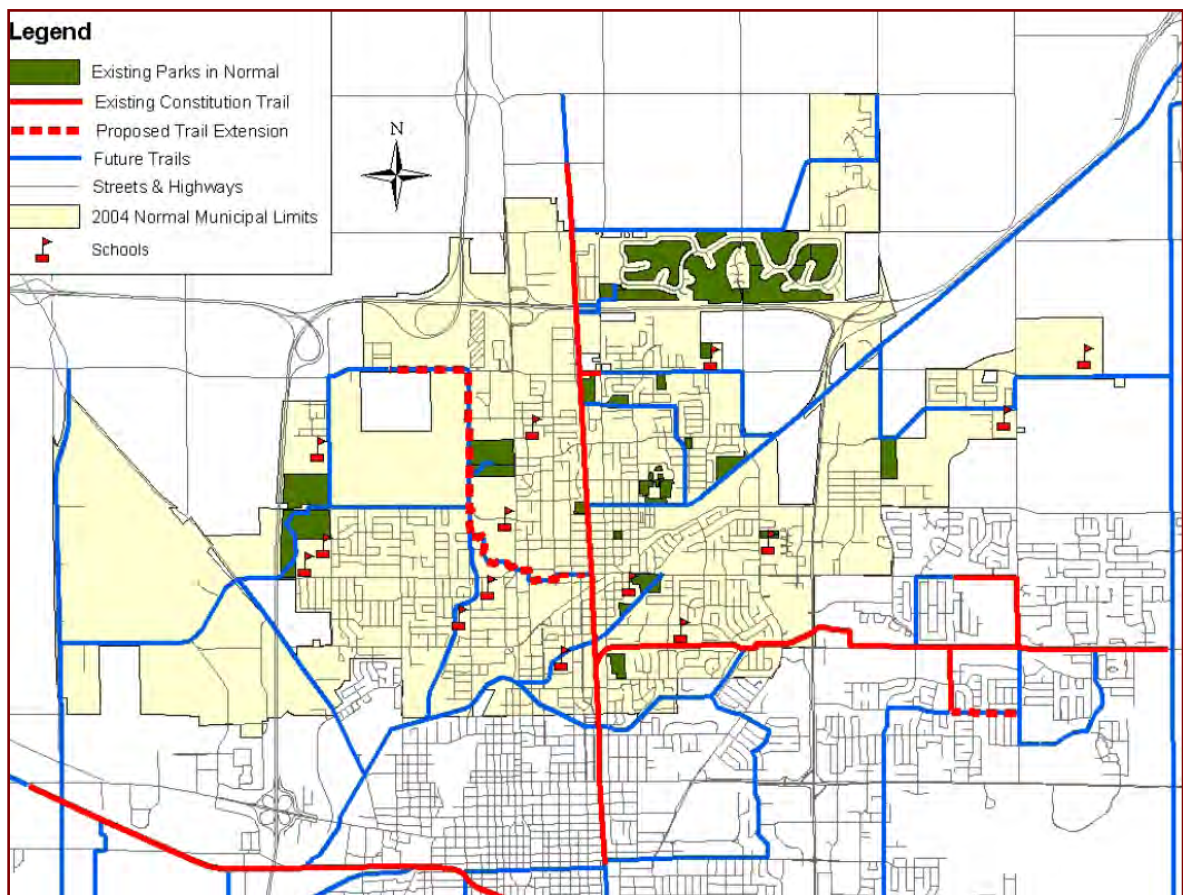 Legend
Existing Parks in Normal
Existing Constitution Trail
Proposed Trail Extension
Future Trails
Streets & Highways
2004 Normal Municipal Limits
Schools
N